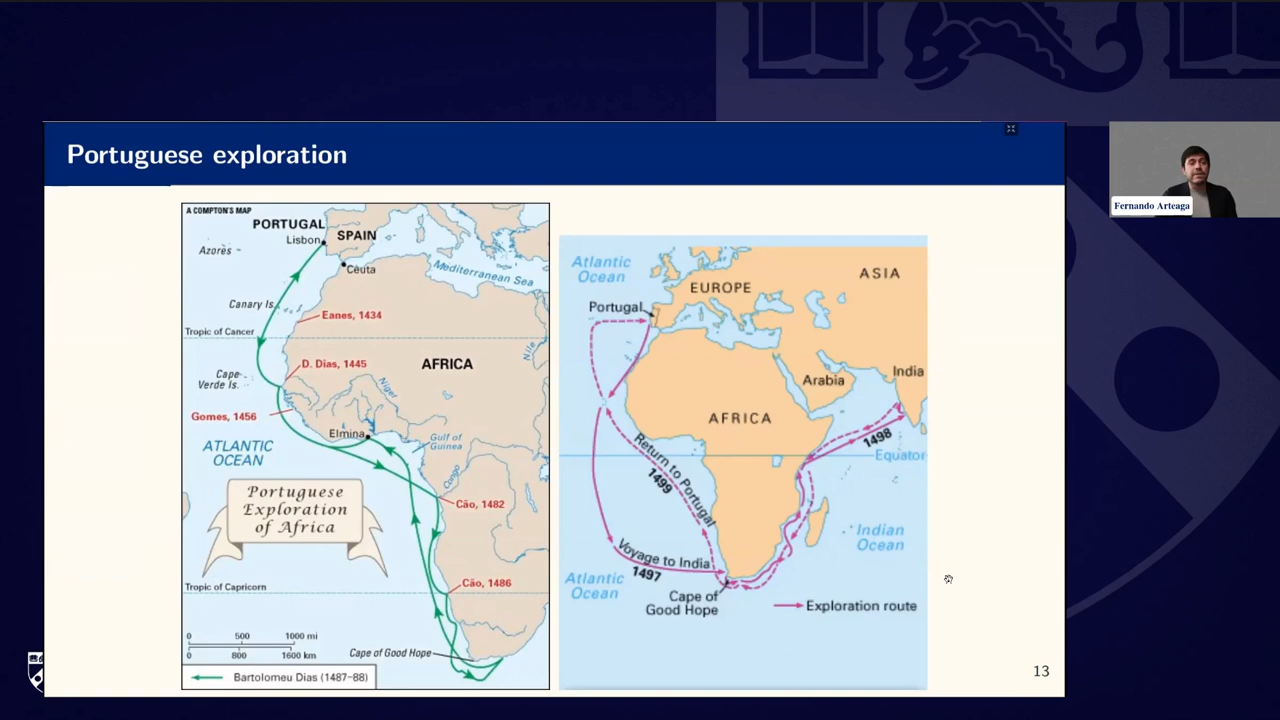 Portuguese exploration
A COMPTON'S MAP
PORTUGAL
Lisbon
SPAIN
Azores
Ceuta
Mediterranean Sea
Canary Is.
Eanes, 1434
Tropic of Cancer
Nile
D. Dias, 1445
AFRICA
Cape
Verde Is.
Niger
Gomes, 1456
Elmina
Gulf of
Guinea
ATLANTIC
OCEAN
Congo
Portuguese
Exploration
of Africa
Cão, 1482
Tropic of Capricorn
Cão, 1486
0 500 1000 mi
0 800 1600 km
Cape of Good Hope
Bartolomeu Dias (1487–88)
Atlantic
Ocean
ASIA
EUROPE
Portugal
India
Arabia
AFRICA
1498
Equator
Return to Portugal
1499
Indian
Ocean
Voyage to India
1497
Atlantic
Ocean
Cape of
Good Hope
Exploration route
13
Fernando Arteaga